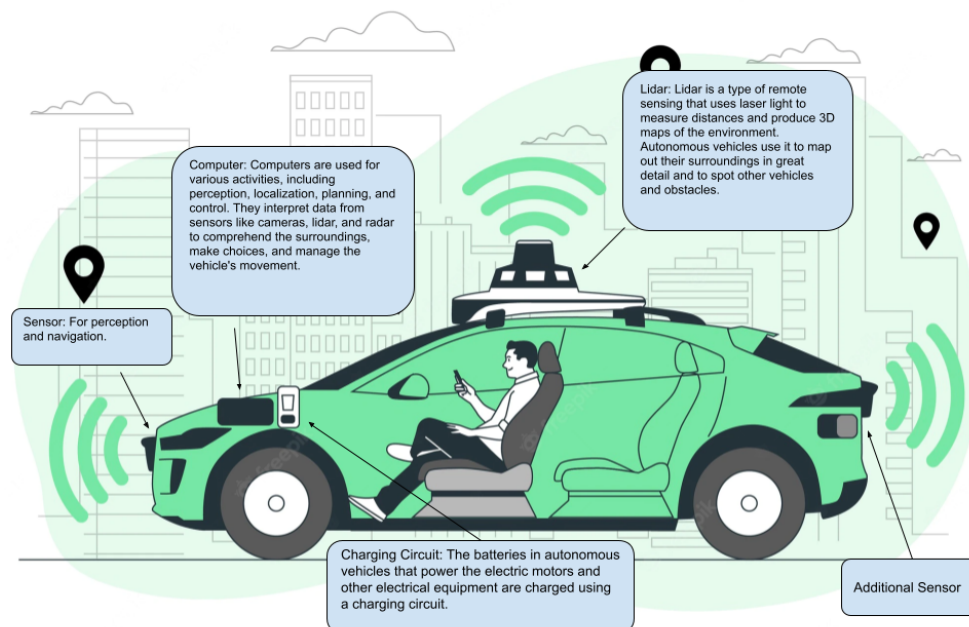 Lidar: Lidar is a type of remote
sensing that uses laser light to
measure distances and produce 3D
maps of the environment.
Autonomous vehicles use it to map
out their surroundings in great
detail and to spot other vehicles
and obstacles.
Computer: Computers are used for
various activities, including
perception, localization, planning, and
control. They interpret data from
sensors like cameras, lidar, and radar
to comprehend the surroundings,
make choices, and manage the
vehicle's movement.
Sensor: For perception
and navigation.
Charging Circuit: The batteries in autonomous
vehicles that power the electric motors and
other electrical equipment are charged using
a charging circuit.
Additional Sensor